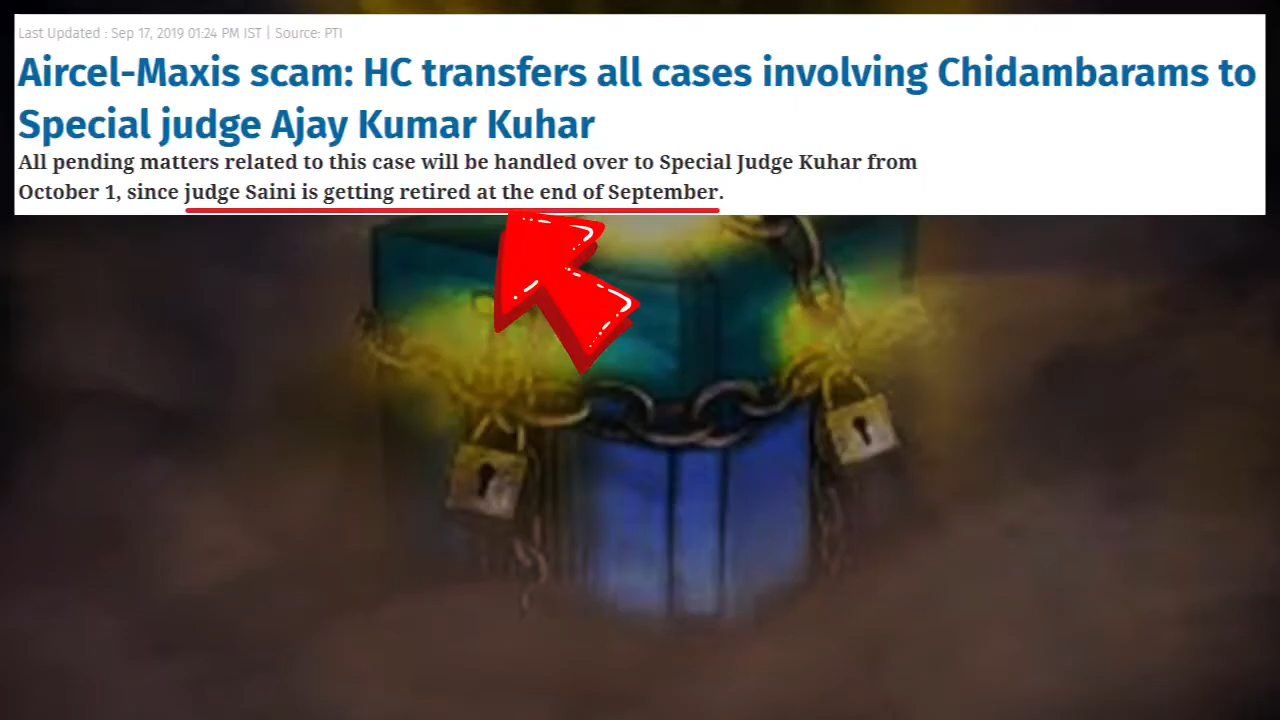 Last Updated : Sep 17, 2019 01:24 PM IST | Source: PTI
Aircel-Maxis scam: HC transfers all cases involving Chidambarams to
Special judge Ajay Kumar Kuhar
All pending matters related to this case will be handled over to Special Judge Kuhar from
October 1, since judge Saini is getting retired at the end of September.